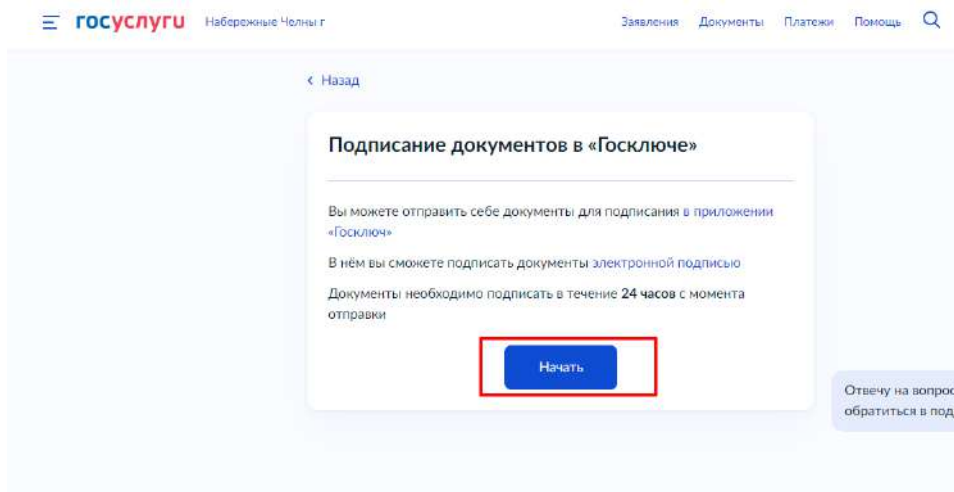 госуслуги Набережные Челны г Заявления Документы Платежи Помощь
Назад
Подписание документов в «Госключе»
Вы можете отправить себе документы для подписания в приложении
«Госключ»
В нём вы сможете подписать документы электронной подписью
Документы необходимо подписать в течение 24 часов с момента
отправки
Начать
Отвечу на вопрос
обратиться в под